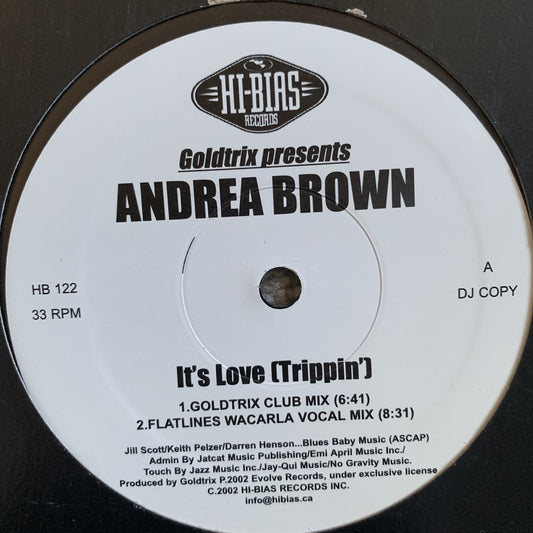 HI-BIAS
RECORDS
Goldtrix presents
ANDREA BROWN
HB 122
33 RPM
A
DJ COPY
It's Love (Trippin')
1.GOLDTRIX CLUB MIX (6:41)
2.FLATLINES WACARLA VOCAL MIX (8:31)
Jill Scott/Keith Pelzer/Darren Henson...Blues Baby Music (ASCAP)
Admin By Jatcat Music Publishing/Emi April Music Inc./
Touch By Jazz Music Inc./Jay-Qui Music/No Gravity Music.
Produced by Goldtrix P.2002 Evolve Records, under exclusive license
C.2002 HI-BIAS RECORDS INC.
info@hibias.ca